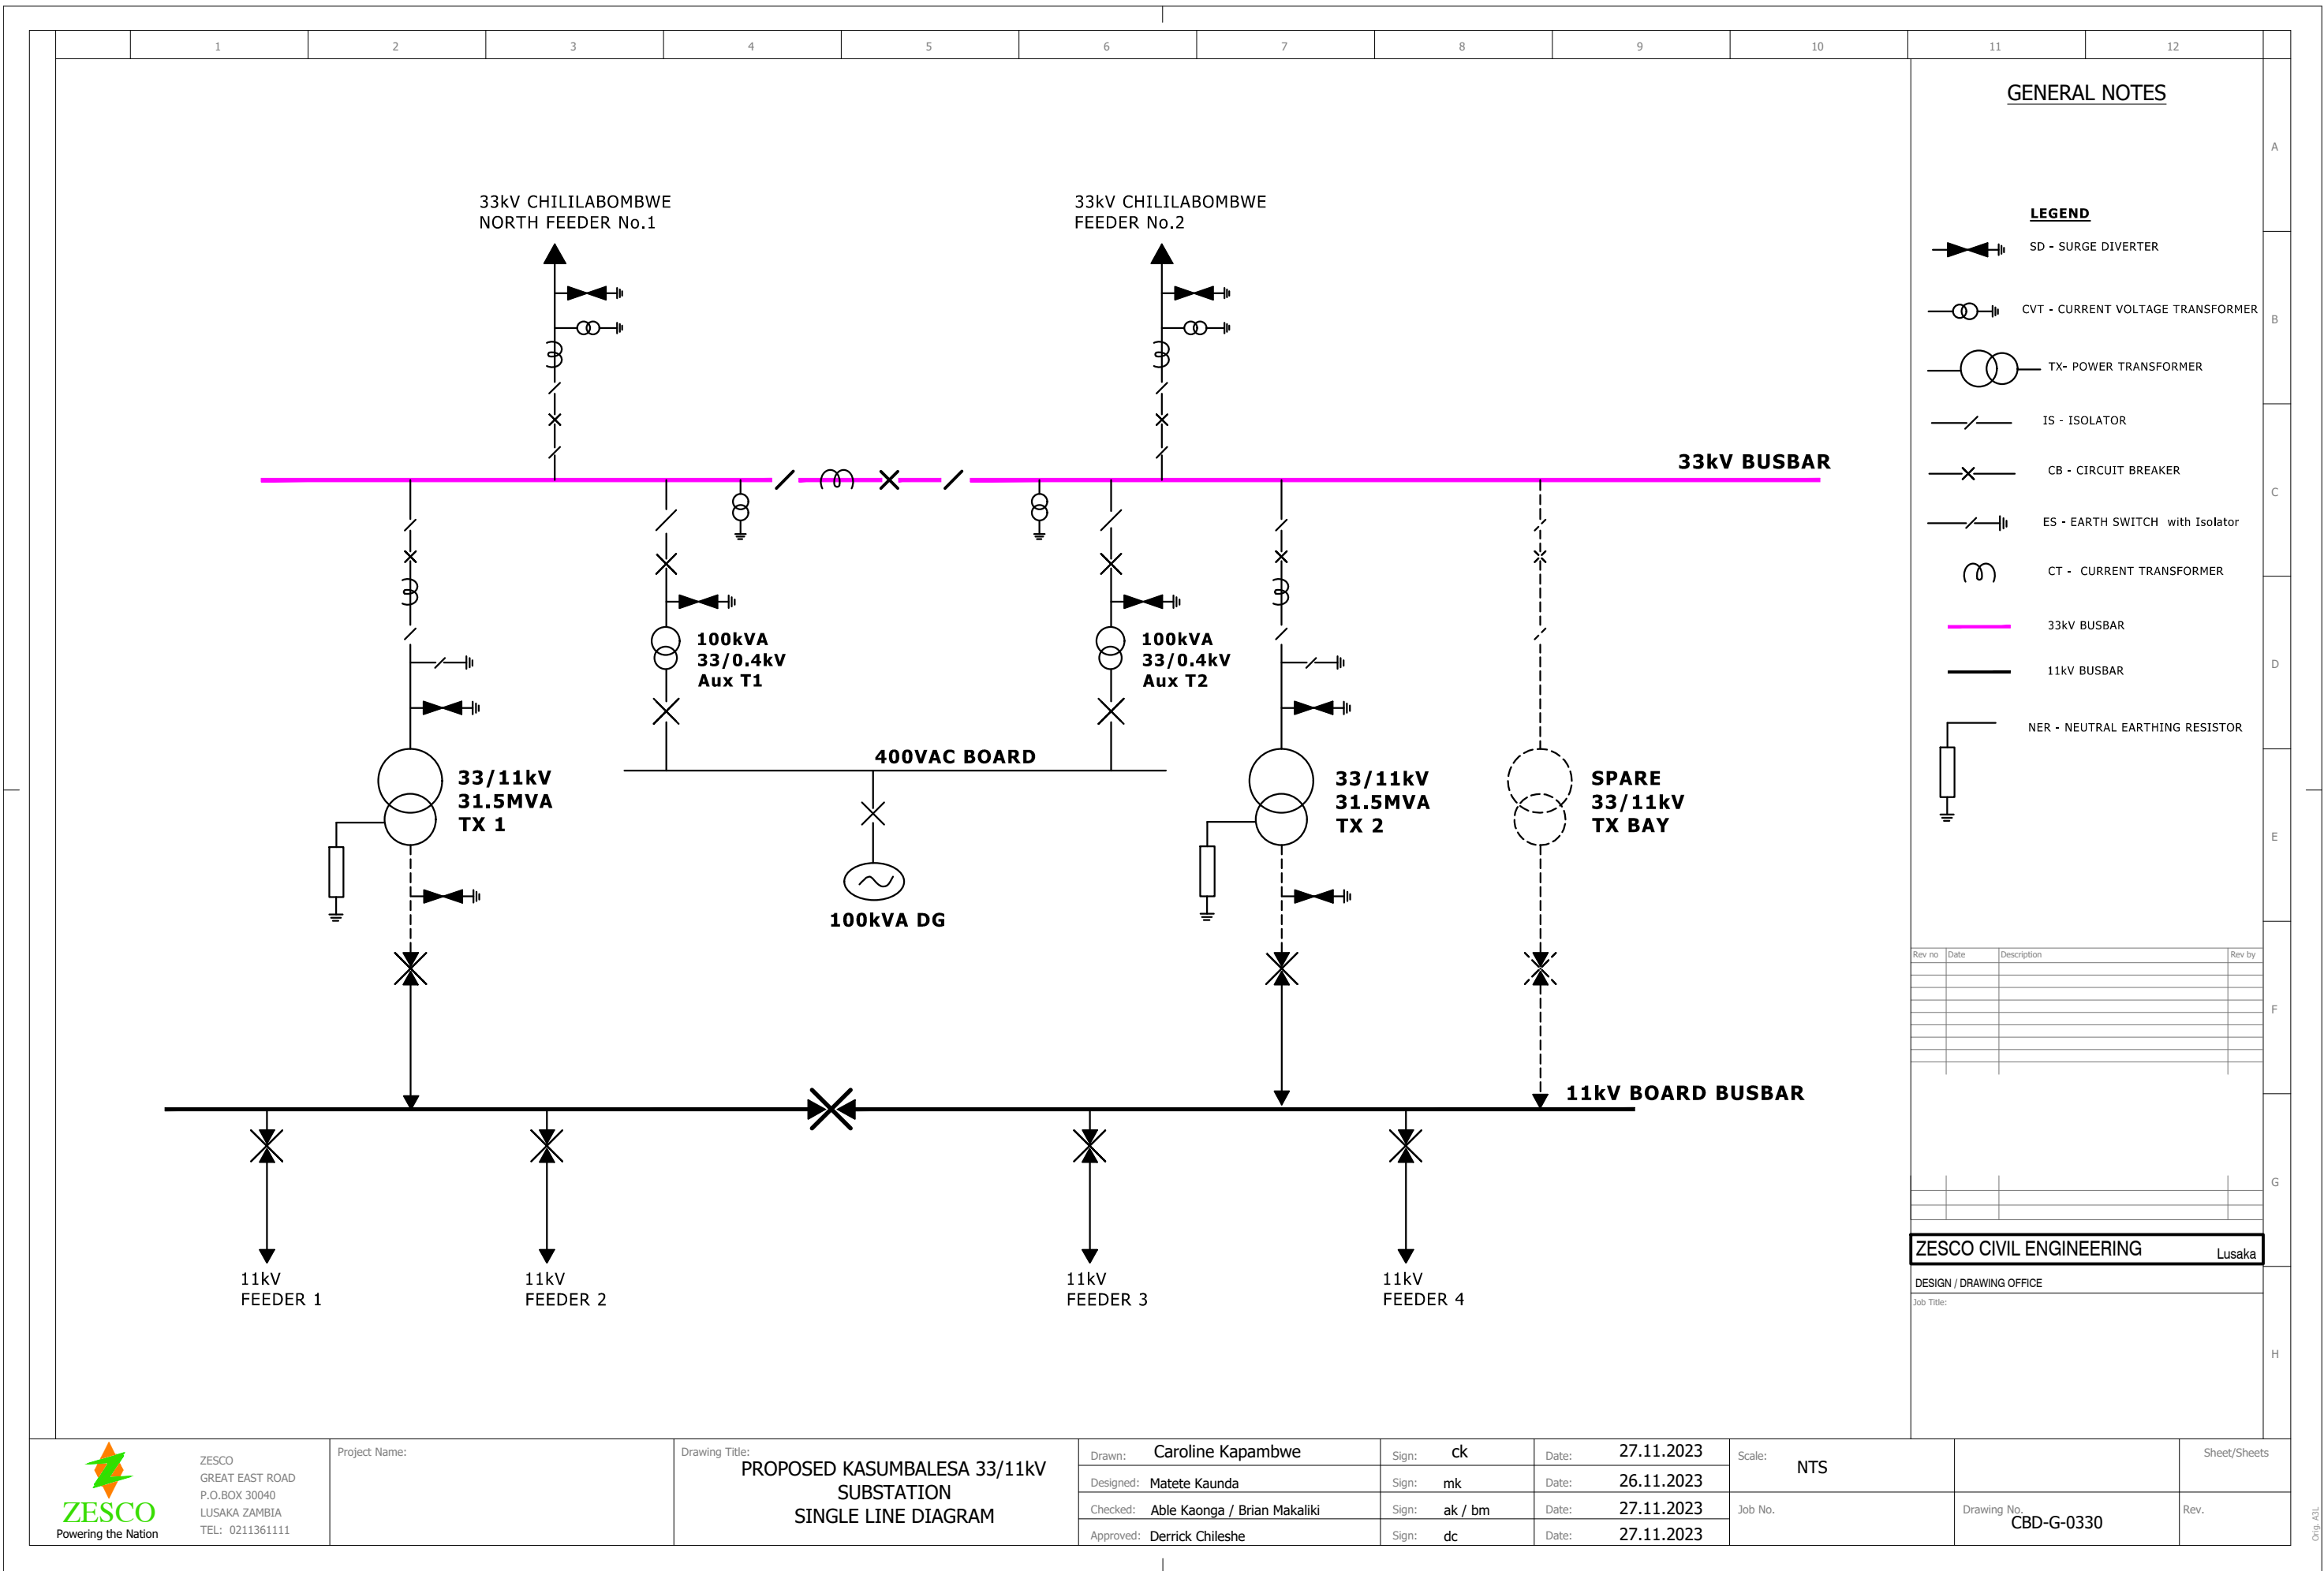 1 2 3 4 5 6 7 8 9 10 11 12
GENERAL NOTES
A
B
C
D
E
F
G
H
33kV CHILILABOMBWE
NORTH FEEDER No.1
33kV CHILILABOMBWE
FEEDER No.2
33kV BUSBAR
100kVA
33/0.4kV
Aux T1
100kVA
33/0.4kV
Aux T2
400VAC BOARD
33/11kV
31.5MVA
TX 1
33/11kV
31.5MVA
TX 2
SPARE
33/11kV
TX BAY
100kVA DG
11kV BOARD BUSBAR
11kV
FEEDER 1
11kV
FEEDER 2
11kV
FEEDER 3
11kV
FEEDER 4
LEGEND
SD - SURGE DIVERTER
CVT - CURRENT VOLTAGE TRANSFORMER
TX- POWER TRANSFORMER
IS - ISOLATOR
CB - CIRCUIT BREAKER
ES - EARTH SWITCH with Isolator
CT - CURRENT TRANSFORMER
33kV BUSBAR
11kV BUSBAR
NER - NEUTRAL EARTHING RESISTOR
Rev no Date Description Rev by
ZESCO CIVIL ENGINEERING Lusaka
DESIGN / DRAWING OFFICE
Job Title:
ZESCO
Powering the Nation
ZESCO
GREAT EAST ROAD
P.O.BOX 30040
LUSAKA ZAMBIA
TEL: 0211361111
Project Name:
Drawing Title:
PROPOSED KASUMBALESA 33/11kV
SUBSTATION
SINGLE LINE DIAGRAM
Drawn: Caroline Kapambwe Sign: ck Date: 27.11.2023
Designed: Matete Kaunda Sign: mk Date: 26.11.2023
Checked: Able Kaonga / Brian Makaliki Sign: ak / bm Date: 27.11.2023
Approved: Derrick Chileshe Sign: dc Date: 27.11.2023
Scale: NTS
Job No.
Sheet/Sheets
Drawing No. CBD-G-0330
Rev.
Orig. A3L